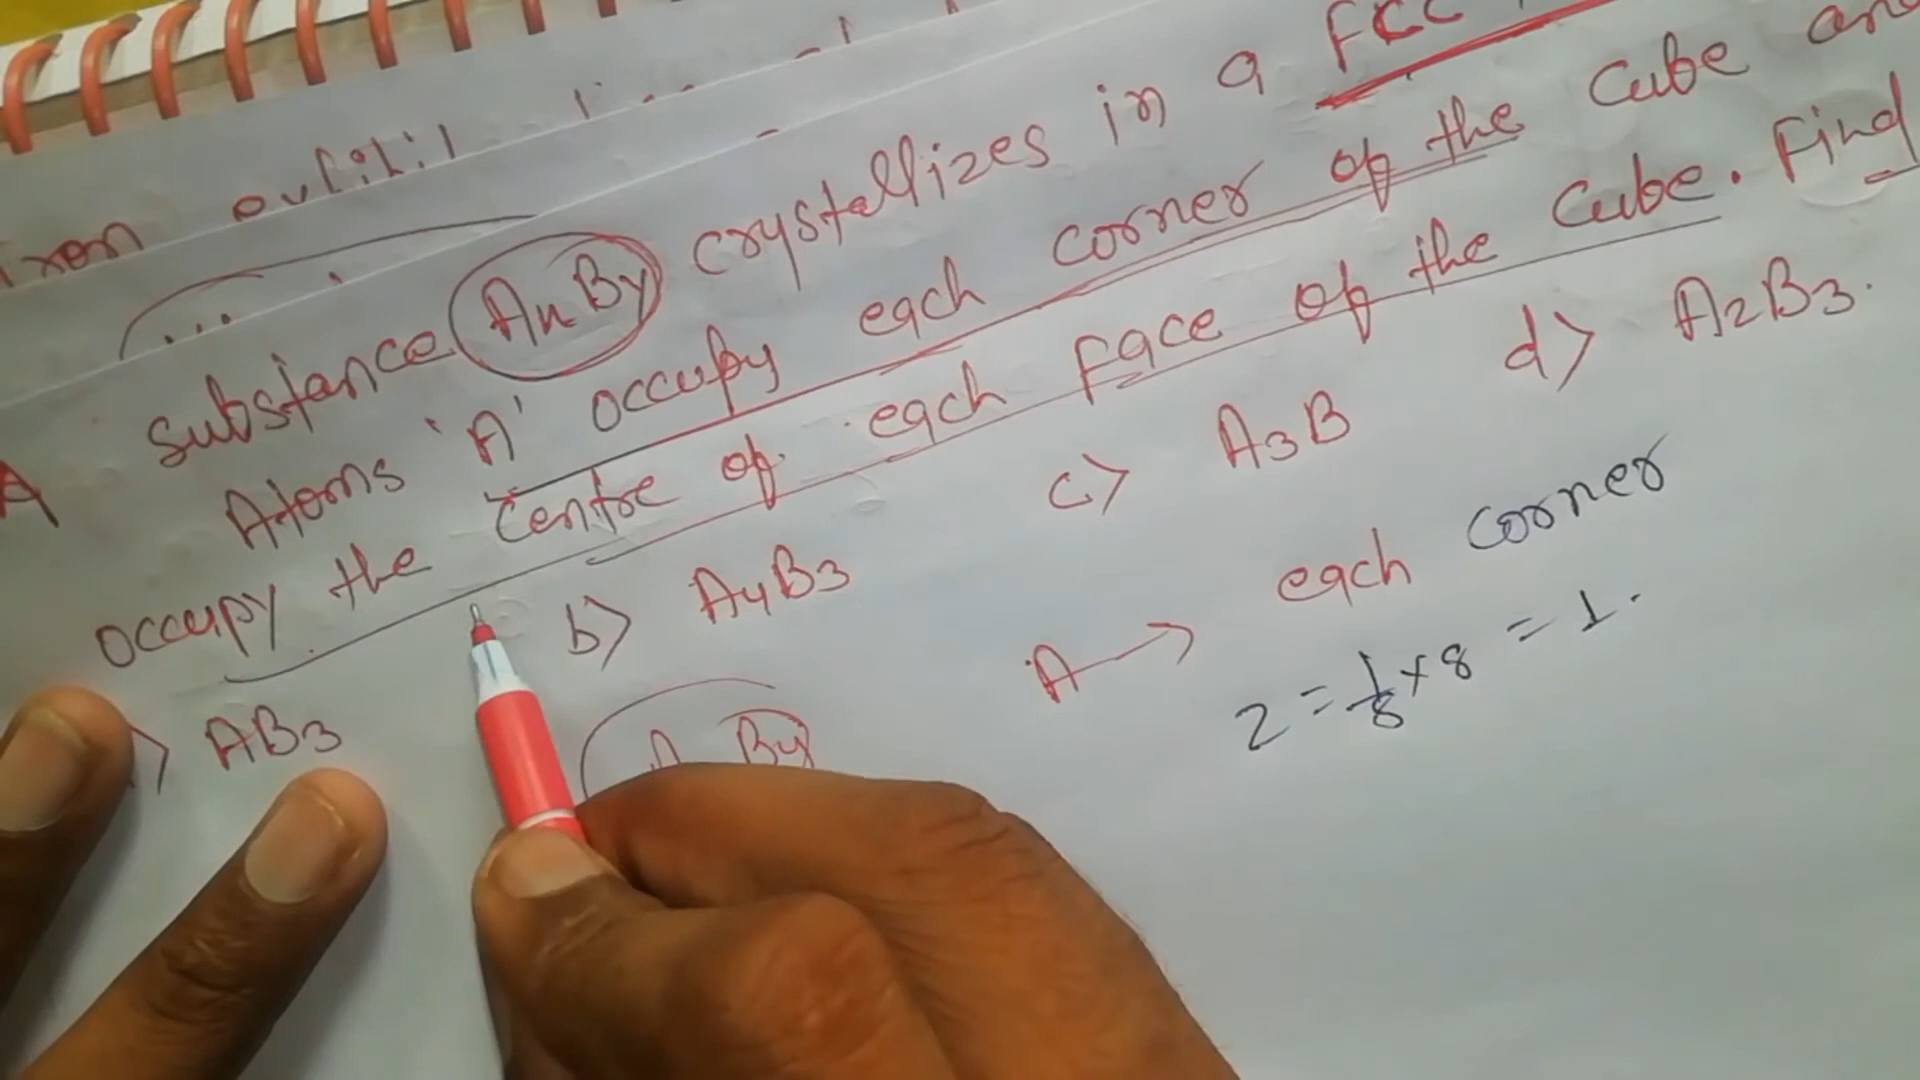 A substance AxBy crystallizes in a FCC
Atoms 'A' occupy each corner of the Cube and
occupy the centre of each Face of the Cube. Find
> AB3 b> A4B3 c> A3B d> A2B3.
A → each corner
Z = 1/8 × 8 = 1.
A By